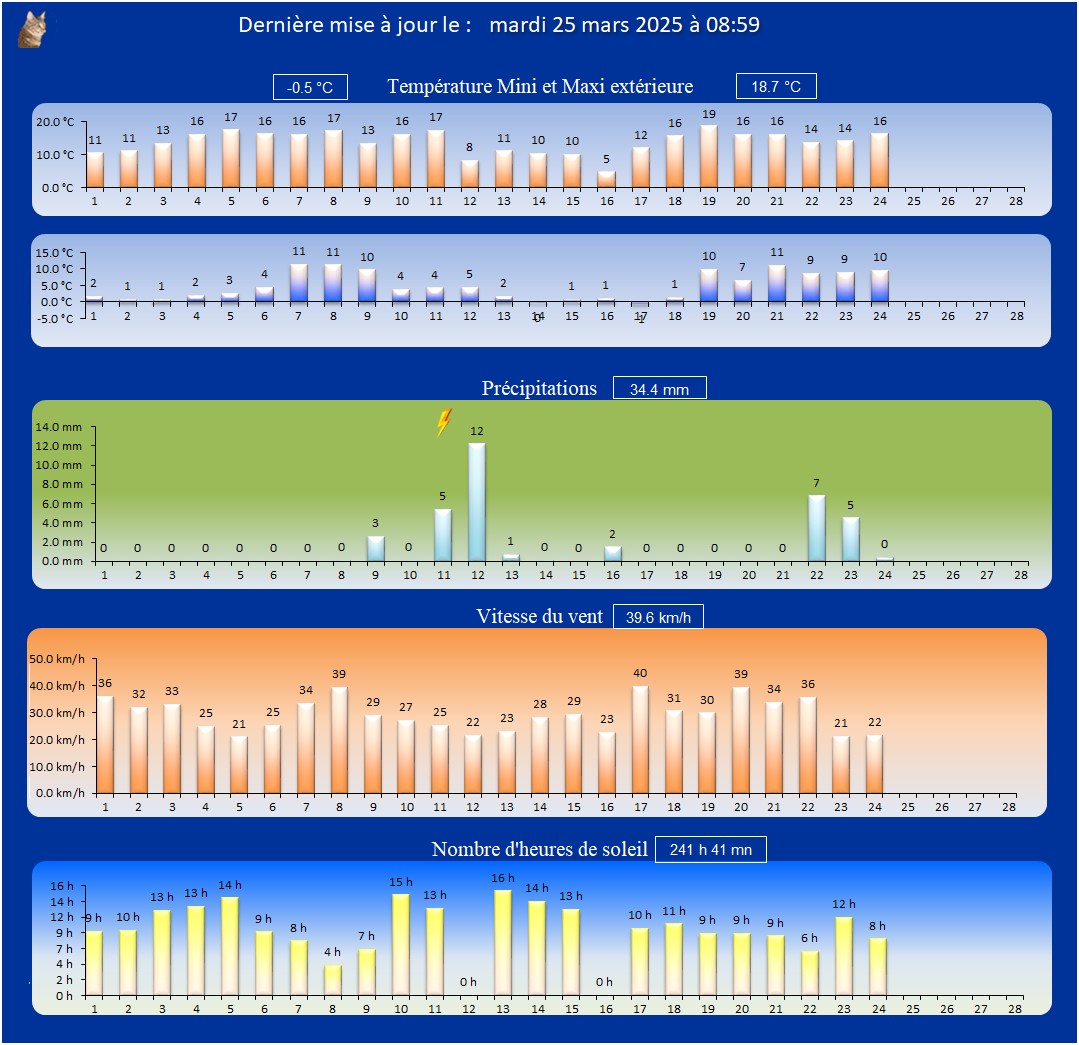 Dernière mise à jour le : mardi 25 mars 2025 à 08:59
-0.5 °C Température Mini et Maxi extérieure 18.7 °C
20.0 °C
10.0 °C
0.0 °C
11 11 13 16 17 16 16 17 13 16 17 8 11 10 10 5 12 16 19 16 16 14 14 16
1 2 3 4 5 6 7 8 9 10 11 12 13 14 15 16 17 18 19 20 21 22 23 24 25 26 27 28
15.0 °C
10.0 °C
5.0 °C
0.0 °C
-5.0 °C
2 1 1 2 3 4 11 11 10 4 4 5 2 0 1 1 1 1 10 7 11 9 9 10
1 2 3 4 5 6 7 8 9 10 11 12 13 14 15 16 17 18 19 20 21 22 23 24 25 26 27 28
Précipitations 34.4 mm
14.0 mm
12.0 mm
10.0 mm
8.0 mm
6.0 mm
4.0 mm
2.0 mm
0.0 mm
0 0 0 0 0 0 0 0 3 0 5 12 1 0 0 2 0 0 0 0 0 7 5 0
1 2 3 4 5 6 7 8 9 10 11 12 13 14 15 16 17 18 19 20 21 22 23 24 25 26 27 28
Vitesse du vent 39.6 km/h
50.0 km/h
40.0 km/h
30.0 km/h
20.0 km/h
10.0 km/h
0.0 km/h
36 32 33 25 21 25 34 39 29 27 25 22 23 28 29 23 40 31 30 39 34 36 21 22
1 2 3 4 5 6 7 8 9 10 11 12 13 14 15 16 17 18 19 20 21 22 23 24 25 26 27 28
Nombre d'heures de soleil 241 h 41 mn
16 h
14 h
12 h
9 h
7 h
4 h
2 h
0 h
9 h 10 h 13 h 13 h 14 h 9 h 8 h 4 h 7 h 15 h 13 h 0 h 16 h 14 h 13 h 0 h 10 h 11 h 9 h 9 h 9 h 6 h 12 h 8 h
1 2 3 4 5 6 7 8 9 10 11 12 13 14 15 16 17 18 19 20 21 22 23 24 25 26 27 28